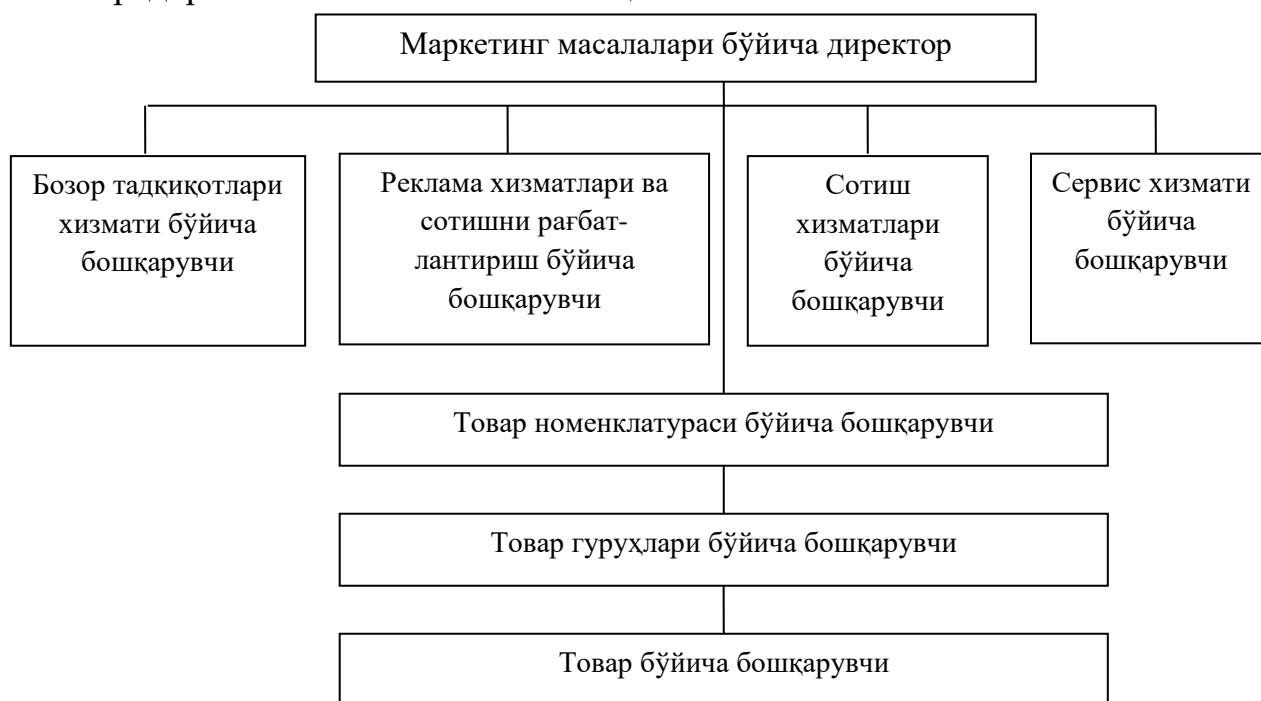 Маркетинг масалалари бўйича директор
Бозор тадқиқотлари
хизмати бўйича
бошқарувчи
Реклама хизматлари ва
сотишни рағбат-
лантириш бўйича
бошқарувчи
Сотиш
хизматлари
бўйича
бошқарувчи
Сервис хизмати
бўйича
бошқарувчи
Товар номенклатураси бўйича бошқарувчи
Товар гуруҳлари бўйича бошқарувчи
Товар бўйича бошқарувчи